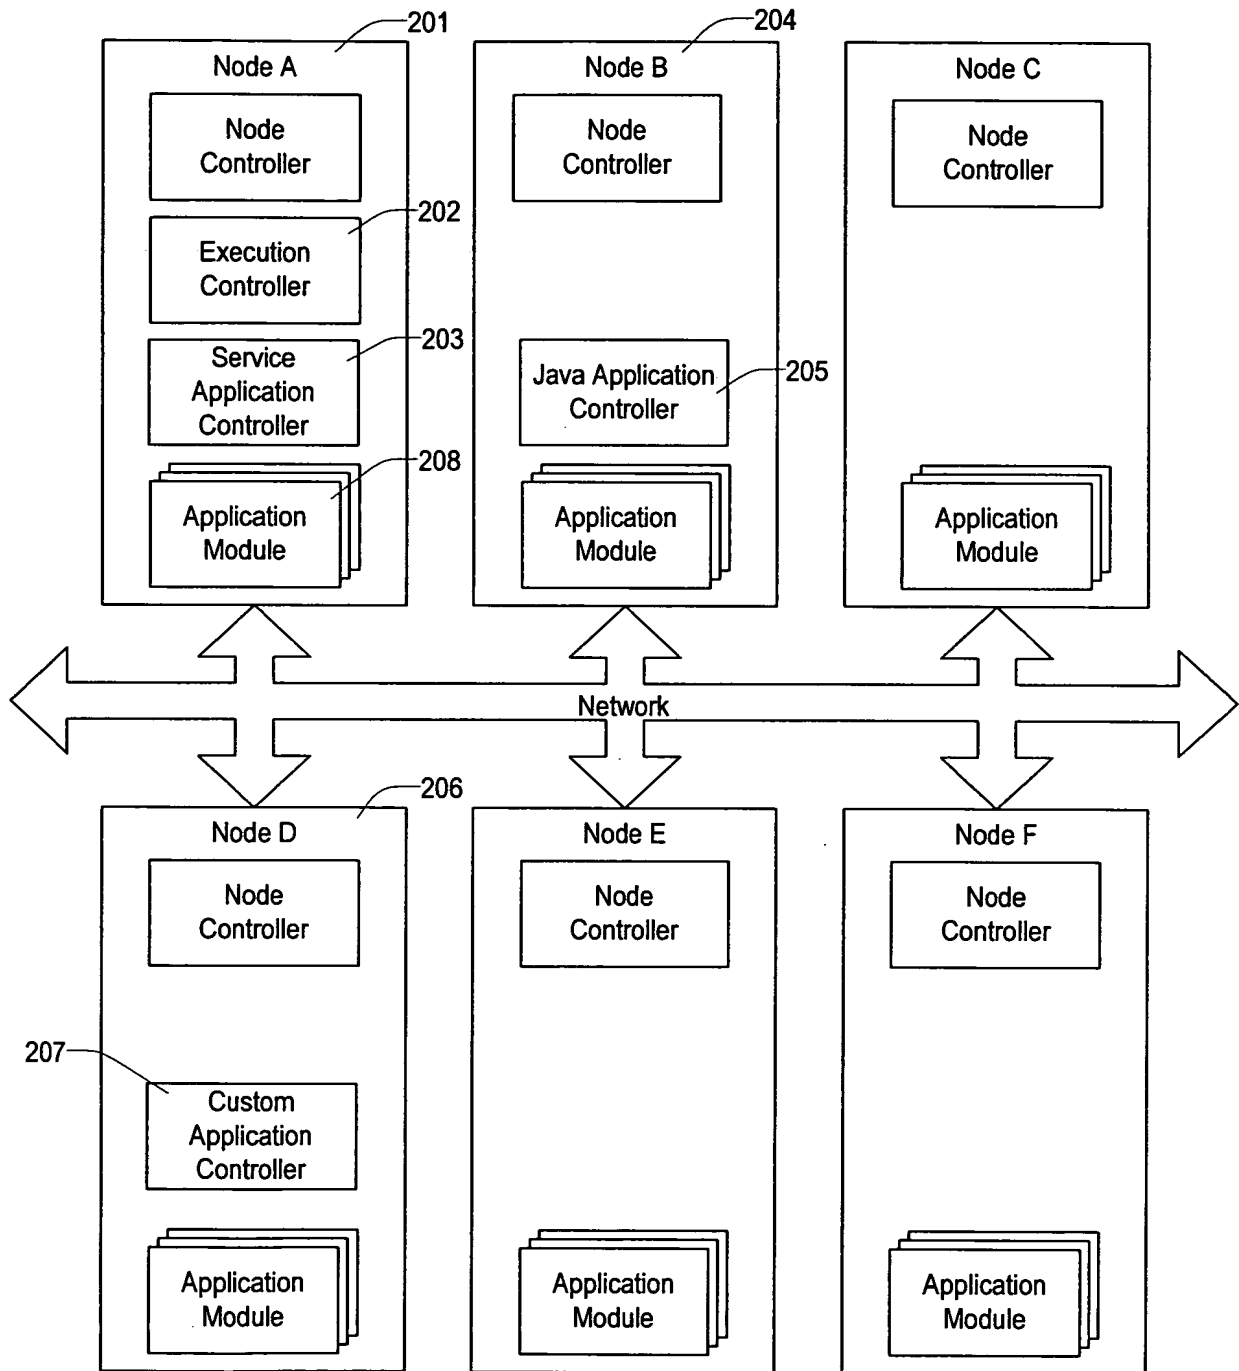 201
Node A
Node
Controller
202
Execution
Controller
203
Service
Application
Controller
208
Application
Module
204
Node B
Node
Controller
Java Application
Controller
205
Application
Module
Node C
Node
Controller
Application
Module
Network
206
Node D
Node
Controller
207
Custom
Application
Controller
Application
Module
Node E
Node
Controller
Application
Module
Node F
Node
Controller
Application
Module